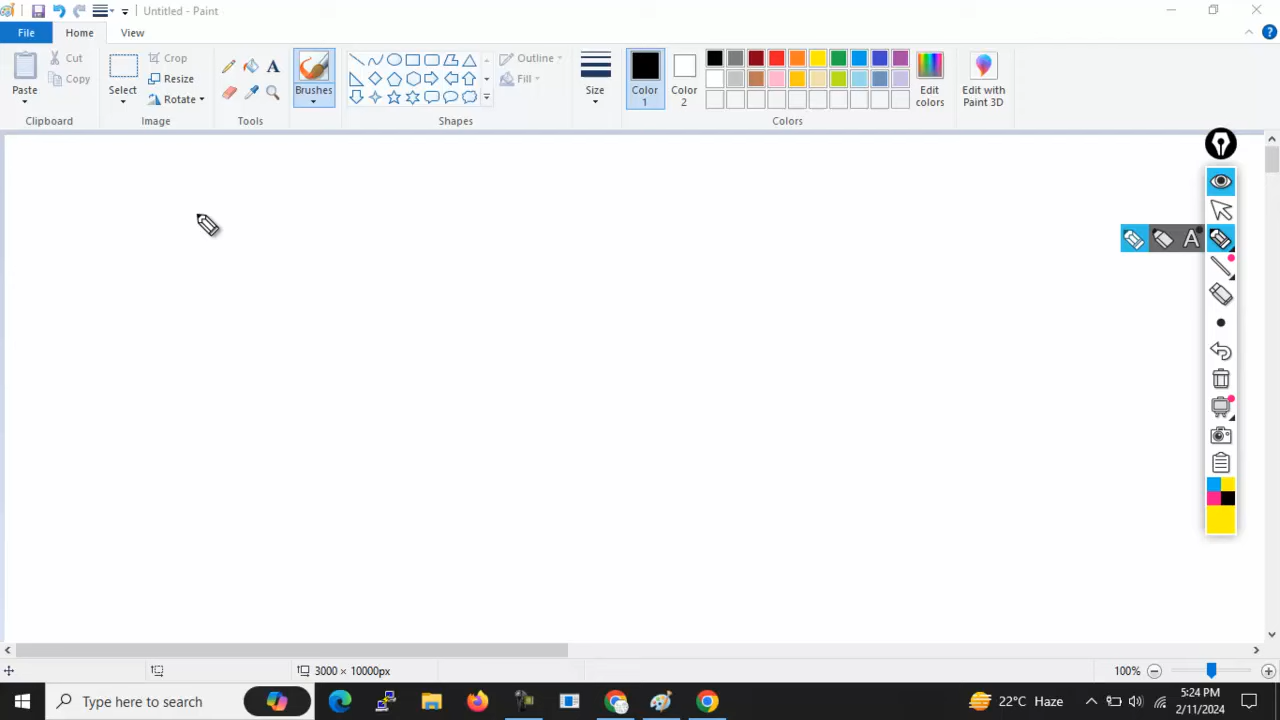 Untitled - Paint
File Home View
Paste
Cut
Copy
Clipboard
Select
Crop
Resize
Rotate
Image
A
Tools
Brushes
Shapes
Outline
Fill
Size
Color 1
Color 2
Colors
Edit colors
Edit with Paint 3D
A
3000 × 10000px
100%
Type here to search
22°C Haze
5:24 PM
2/11/2024